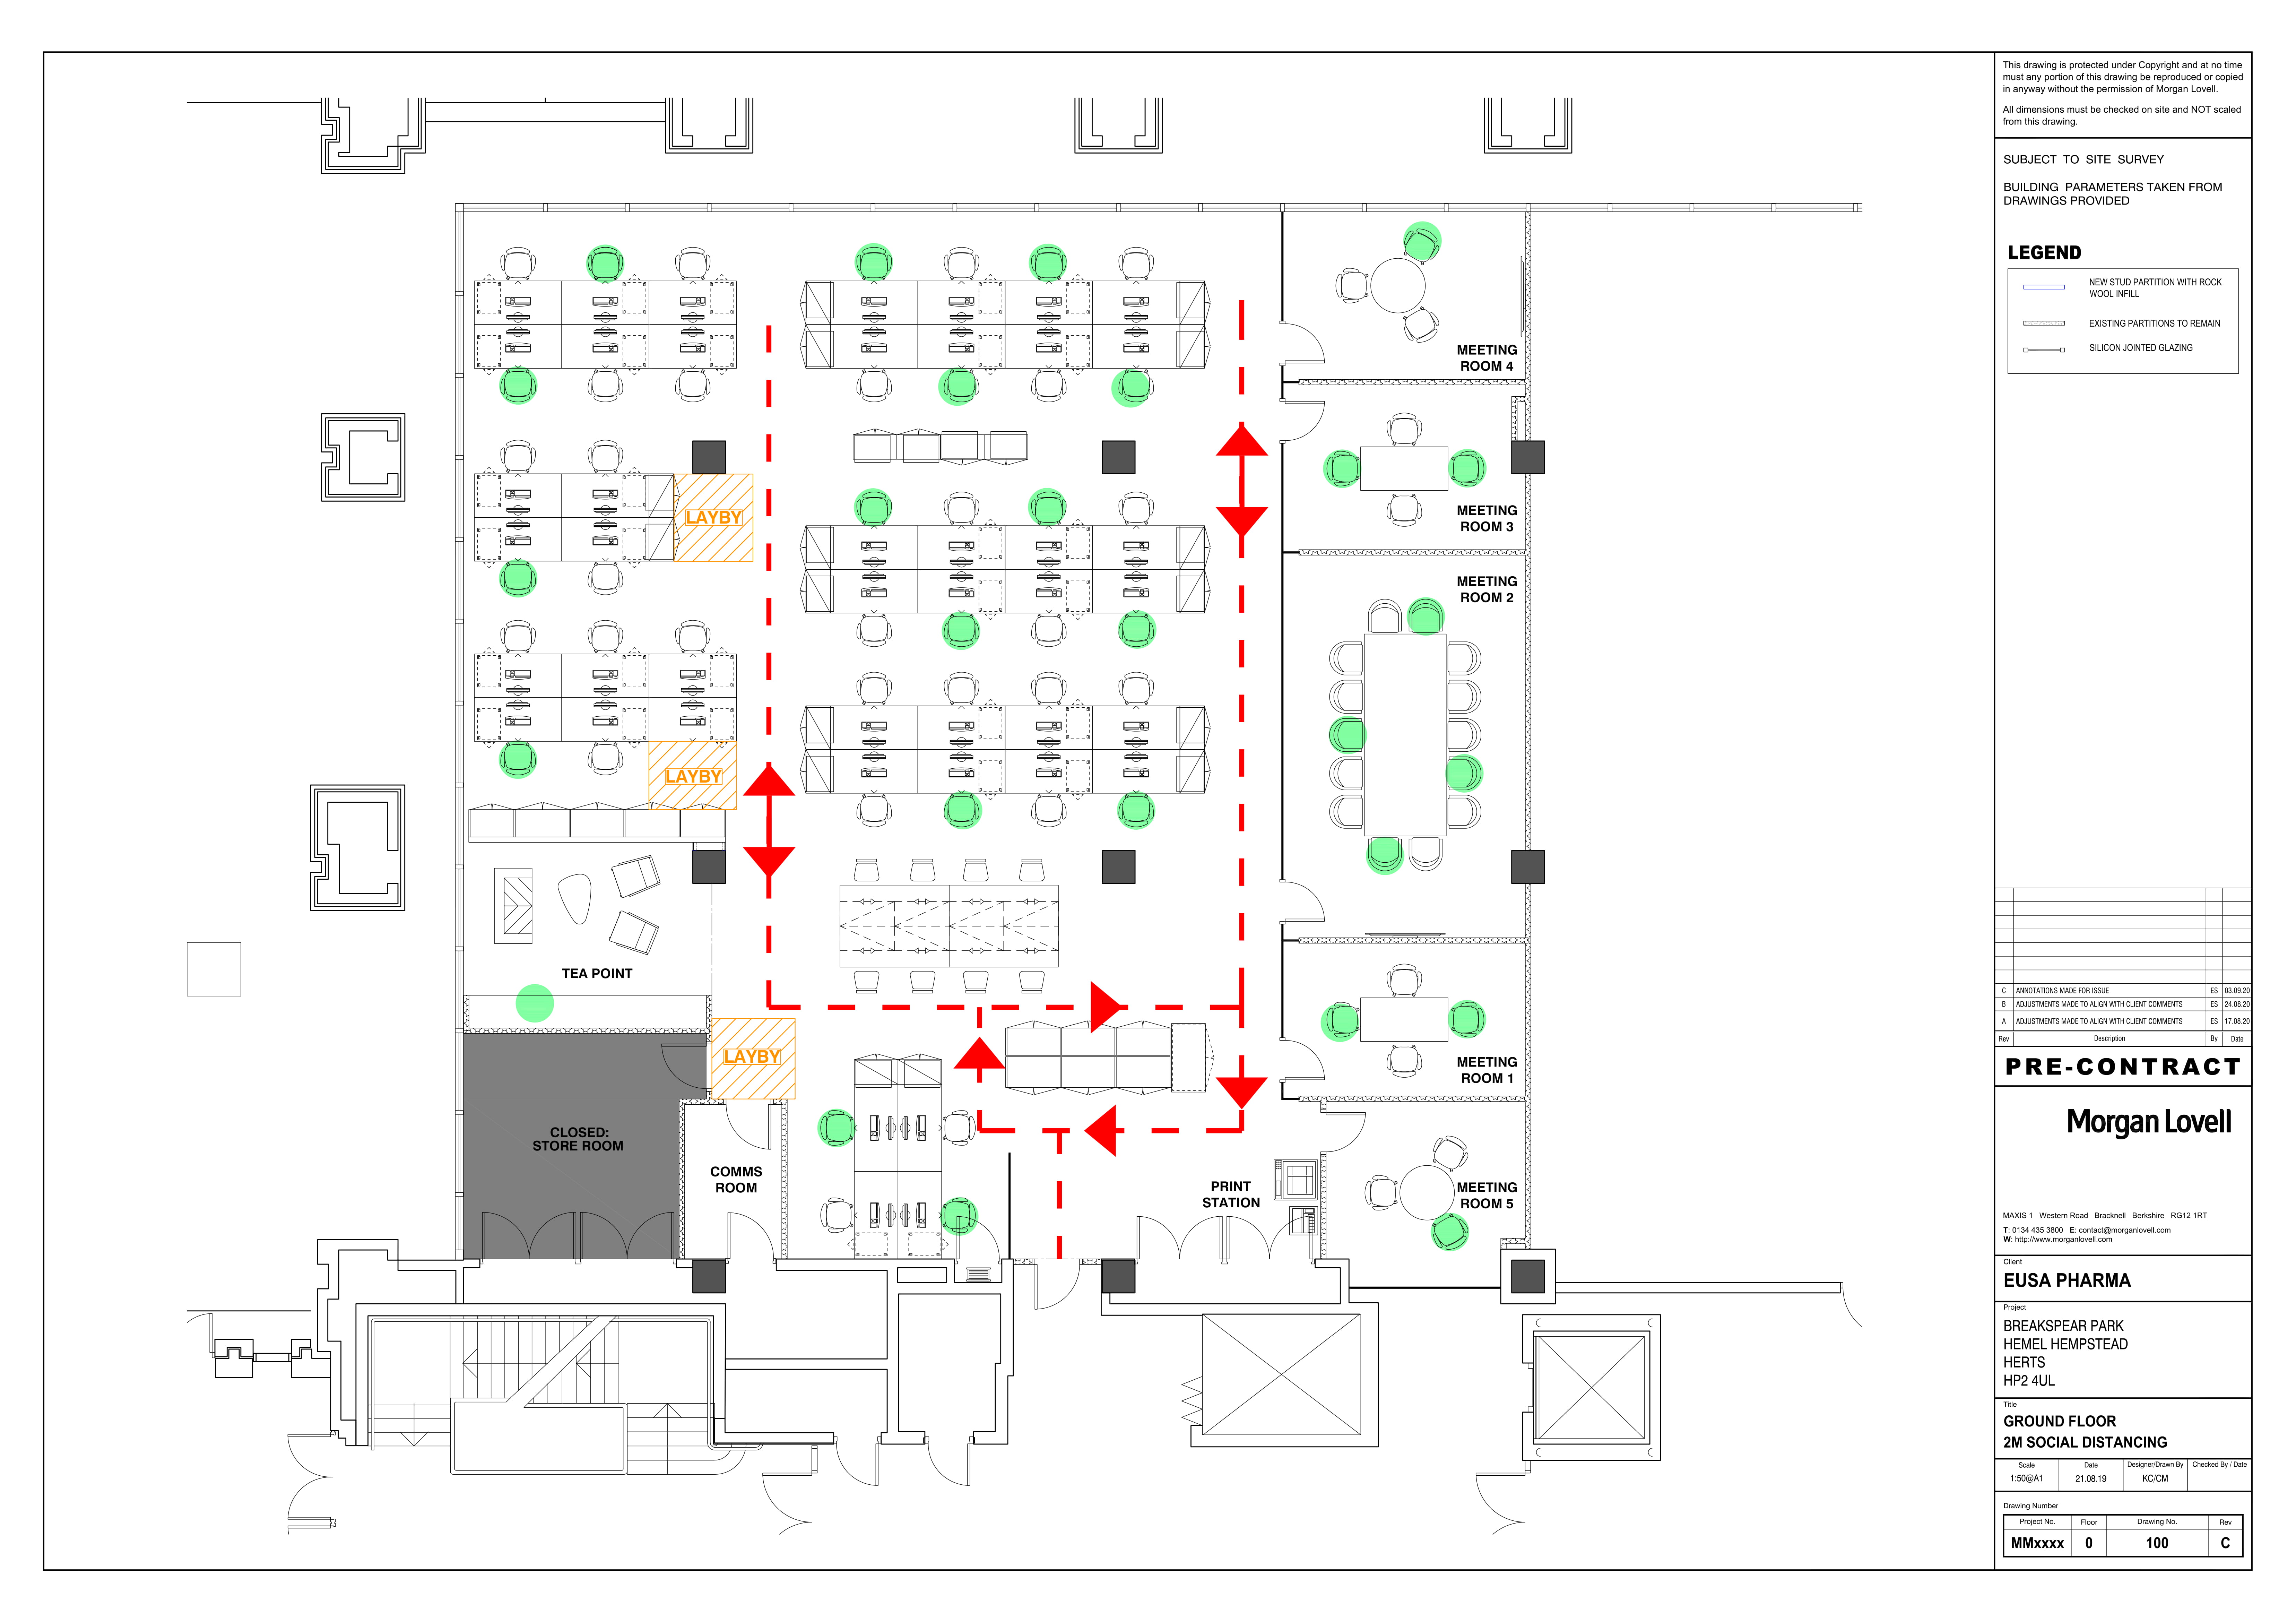 This drawing is protected under Copyright and at no time
must any portion of this drawing be reproduced or copied
in anyway without the permission of Morgan Lovell.
All dimensions must be checked on site and NOT scaled
from this drawing.
SUBJECT TO SITE SURVEY
BUILDING PARAMETERS TAKEN FROM
DRAWINGS PROVIDED
LEGEND
NEW STUD PARTITION WITH ROCK
WOOL INFILL
EXISTING PARTITIONS TO REMAIN
SILICON JOINTED GLAZING
MEETING
ROOM 4
MEETING
ROOM 3
LAYBY
MEETING
ROOM 2
LAYBY
TEA POINT
LAYBY
MEETING
ROOM 1
CLOSED:
STORE ROOM
COMMS
ROOM
PRINT
STATION
MEETING
ROOM 5
C ANNOTATIONS MADE FOR ISSUE ES 03.09.20
B ADJUSTMENTS MADE TO ALIGN WITH CLIENT COMMENTS ES 24.08.20
A ADJUSTMENTS MADE TO ALIGN WITH CLIENT COMMENTS ES 17.08.20
Rev Description By Date
PRE-CONTRACT
Morgan Lovell
MAXIS 1 Western Road Bracknell Berkshire RG12 1RT
T: 0134 435 3800 E: contact@morganlovell.com
W: http://www.morganlovell.com
Client
EUSA PHARMA
Project
BREAKSPEAR PARK
HEMEL HEMPSTEAD
HERTS
HP2 4UL
Title
GROUND FLOOR
2M SOCIAL DISTANCING
Scale Date Designer/Drawn By Checked By / Date
1:50@A1 21.08.19 KC/CM
Drawing Number
Project No. Floor Drawing No. Rev
MMxxxx 0 100 C